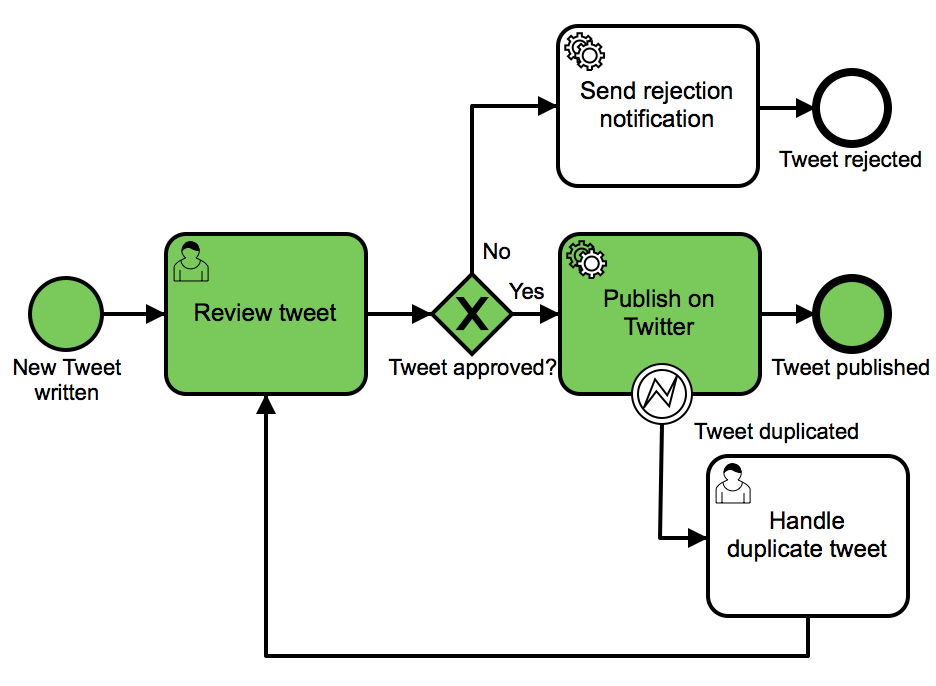 Send rejection
notification
Tweet rejected
No
Yes
New Tweet
written
Review tweet
X
Tweet approved?
Publish on
Twitter
Tweet published
Tweet duplicated
Handle
duplicate tweet